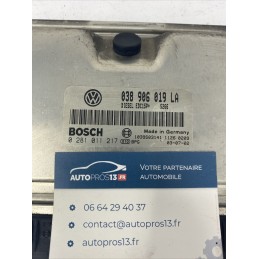 038 906 019 LA
DIESEL EDC15P+ 5266
BOSCH
Made in Germany
0 281 011 217
AUTOPROS13.FR
VOTRE PARTENAIRE
AUTOMOBILE
06 64 29 40 37
contact@autopros13.fr
autopros13.fr